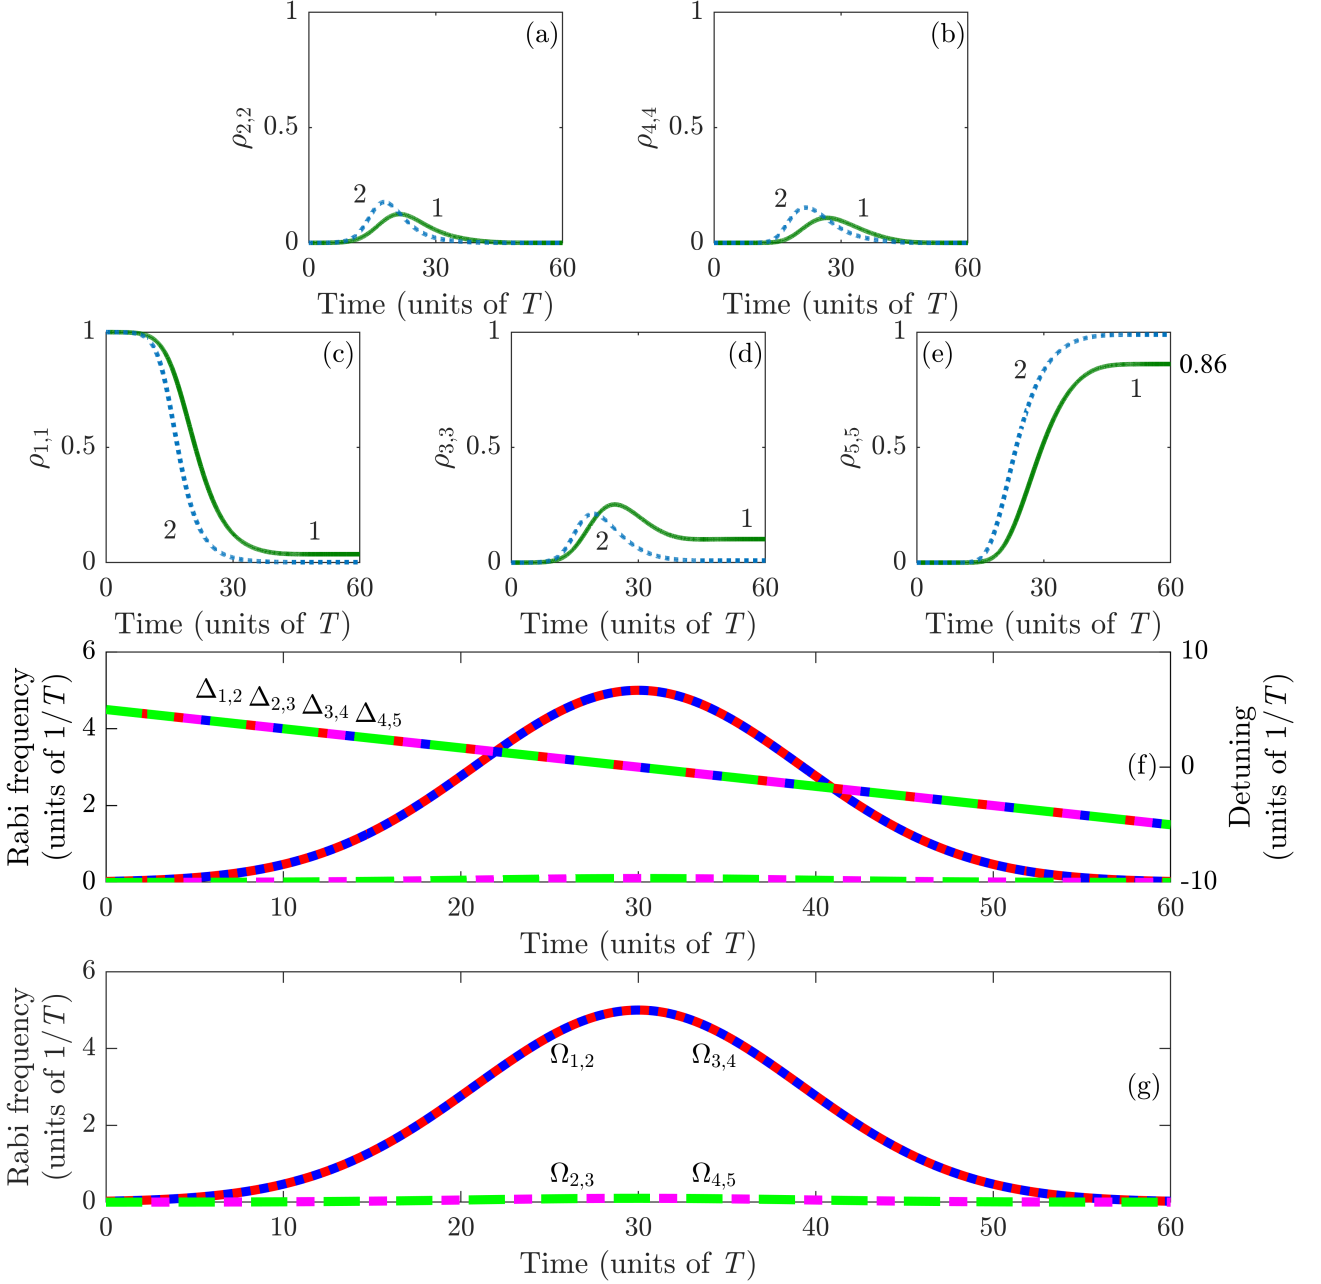 1
(a)
2
1
0.5
0
ρ2,2
0 30 60
Time (units of T)
1
(b)
2
1
0.5
0
ρ4,4
0 30 60
Time (units of T)
1
(c)
2
1
0.5
0
ρ1,1
0 30 60
Time (units of T)
1
(d)
2
1
0.5
0
ρ3,3
0 30 60
Time (units of T)
1
(e)
2
1
0.86
0.5
0
ρ5,5
0 30 60
Time (units of T)
6
4
2
0
Rabi frequency
(units of 1/T)
Δ1,2 Δ2,3 Δ3,4 Δ4,5
(f)
10
0
-10
Detuning
(units of 1/T)
0 10 20 30 40 50 60
Time (units of T)
6
4
2
0
Rabi frequency
(units of 1/T)
Ω1,2 Ω3,4
(g)
Ω2,3 Ω4,5
0 10 20 30 40 50 60
Time (units of T)